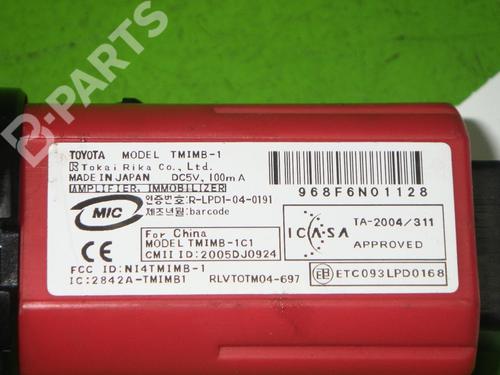 B-PARTS
TOYOTA MODEL TMIMB-1
Tokai Rika Co., Ltd.
MADE IN JAPAN DC5V, 100mA
AMPLIFIER, IMMOBILIZER
968F6N01128
MIC
인증번호:R-LPD1-04-0191
제조년월:barcode
For China
MODEL TMIMB-1C1
CMII ID:2005DJ0924
CE
FCC ID:NI4TMIMB-1
IC:2842A-TMIMB1 RLVTOTM04-697
ICASA
TA-2004/311
APPROVED
ETC093LPD0168